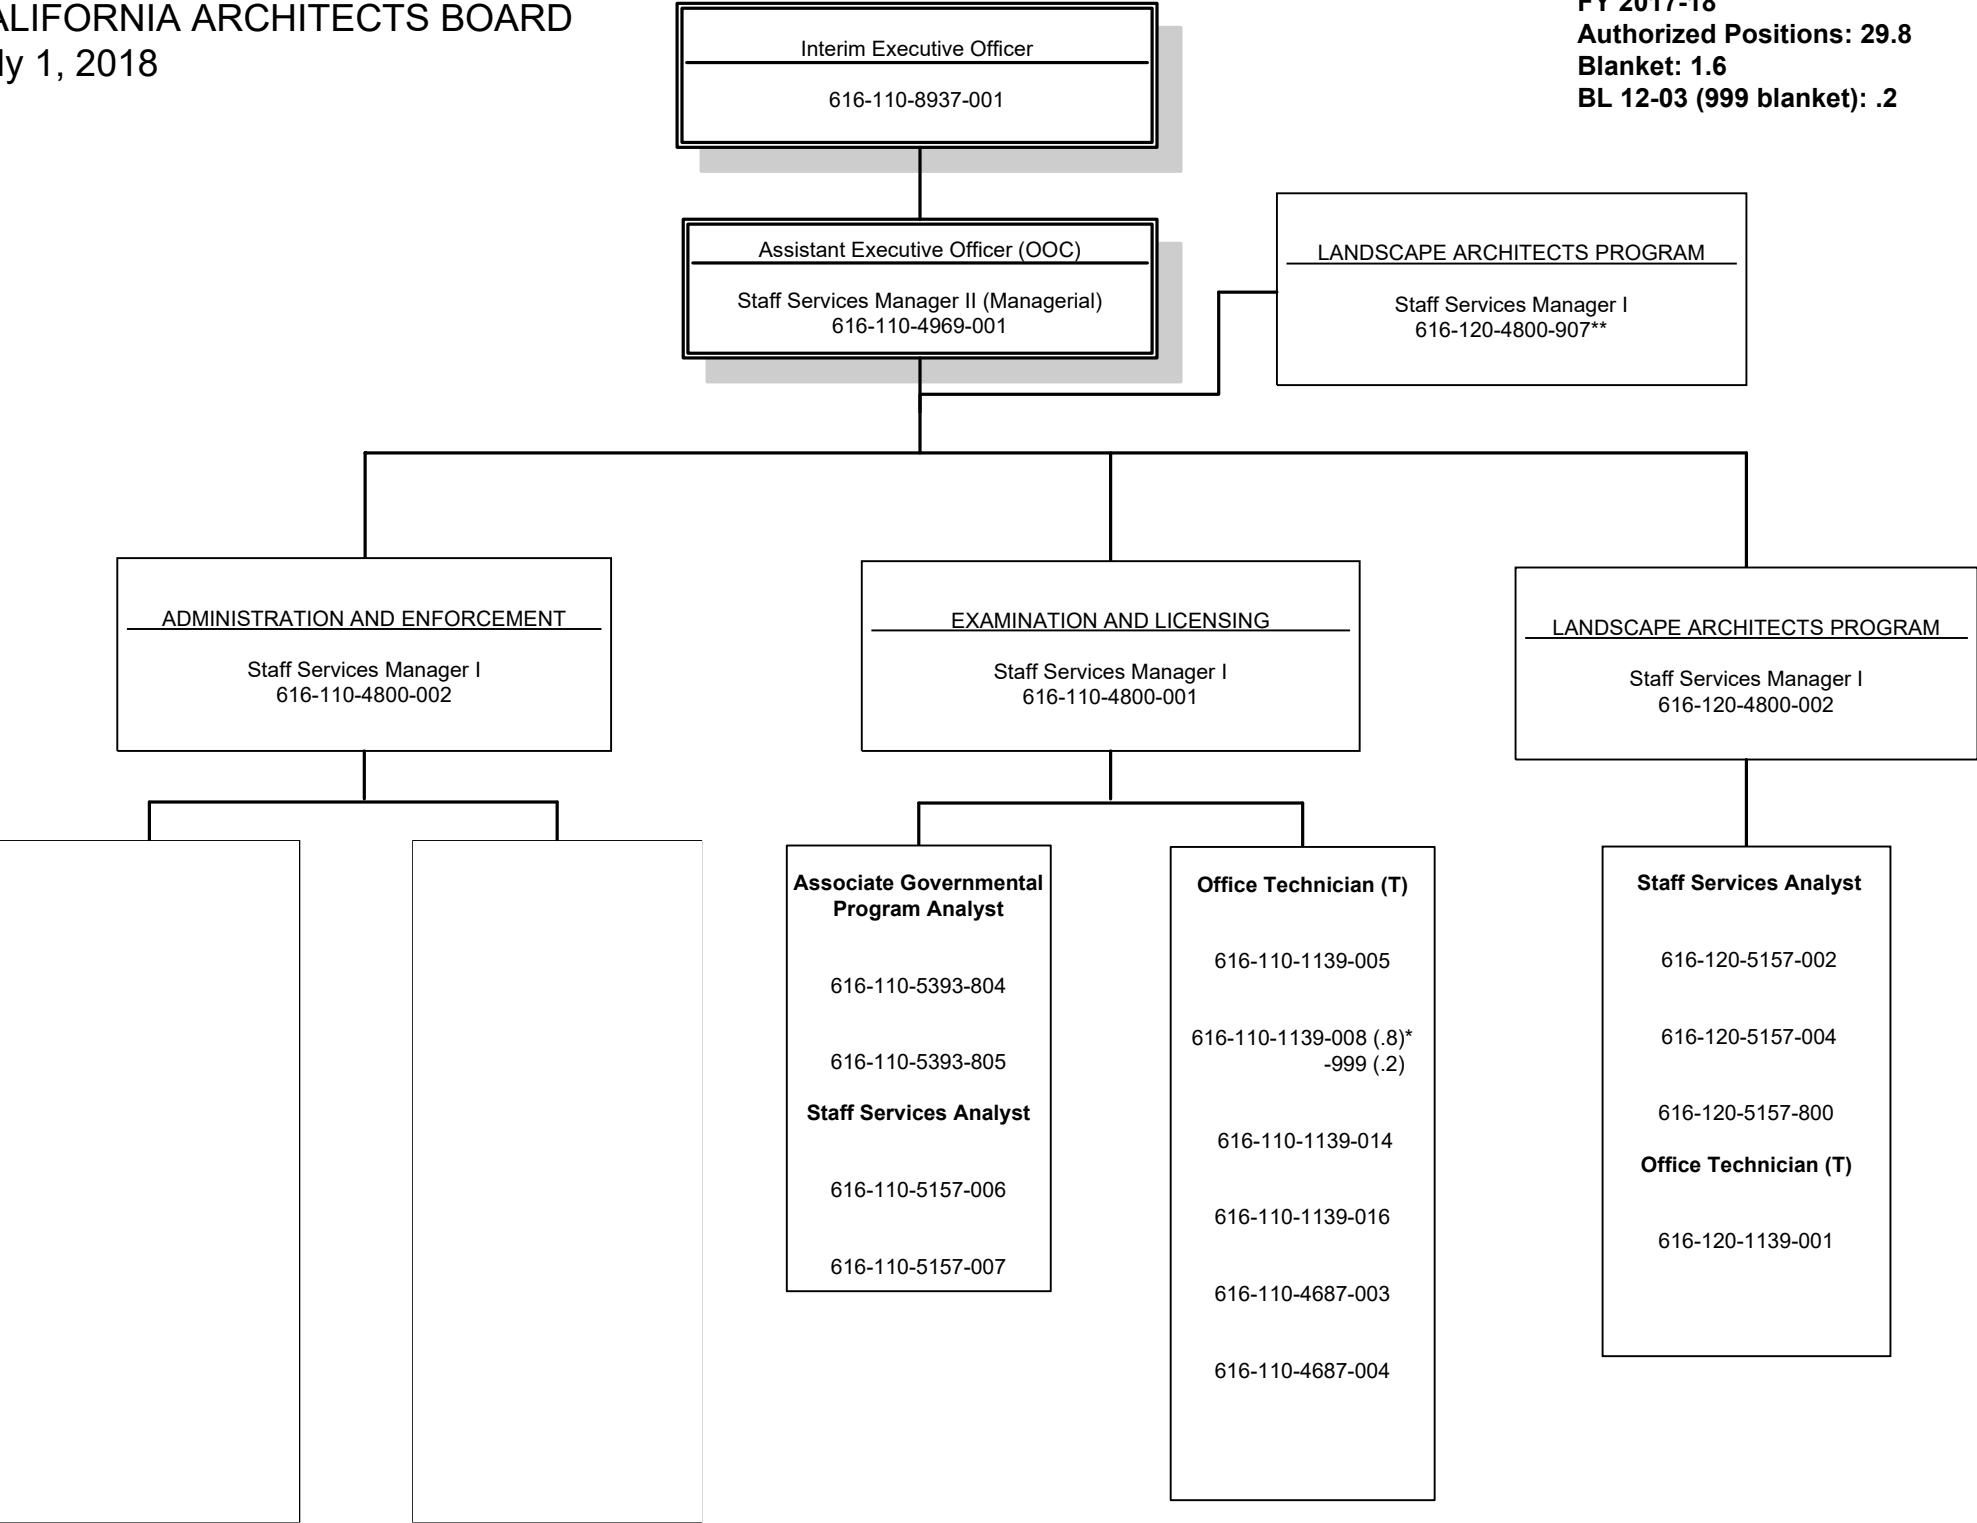 ALIFORNIA ARCHITECTS BOARD
ly 1, 2018
FY 2017-18
Authorized Positions: 29.8
Blanket: 1.6
BL 12-03 (999 blanket): .2
Interim Executive Officer
616-110-8937-001
Assistant Executive Officer (OOC)
Staff Services Manager II (Managerial)
616-110-4969-001
LANDSCAPE ARCHITECTS PROGRAM
Staff Services Manager I
616-120-4800-907**
ADMINISTRATION AND ENFORCEMENT
Staff Services Manager I
616-110-4800-002
EXAMINATION AND LICENSING
Staff Services Manager I
616-110-4800-001
LANDSCAPE ARCHITECTS PROGRAM
Staff Services Manager I
616-120-4800-002
Associate Governmental
Program Analyst
616-110-5393-804
616-110-5393-805
Staff Services Analyst
616-110-5157-006
616-110-5157-007
Office Technician (T)
616-110-1139-005
616-110-1139-008 (.8)*
-999 (.2)
616-110-1139-014
616-110-1139-016
616-110-4687-003
616-110-4687-004
Staff Services Analyst
616-120-5157-002
616-120-5157-004
616-120-5157-800
Office Technician (T)
616-120-1139-001